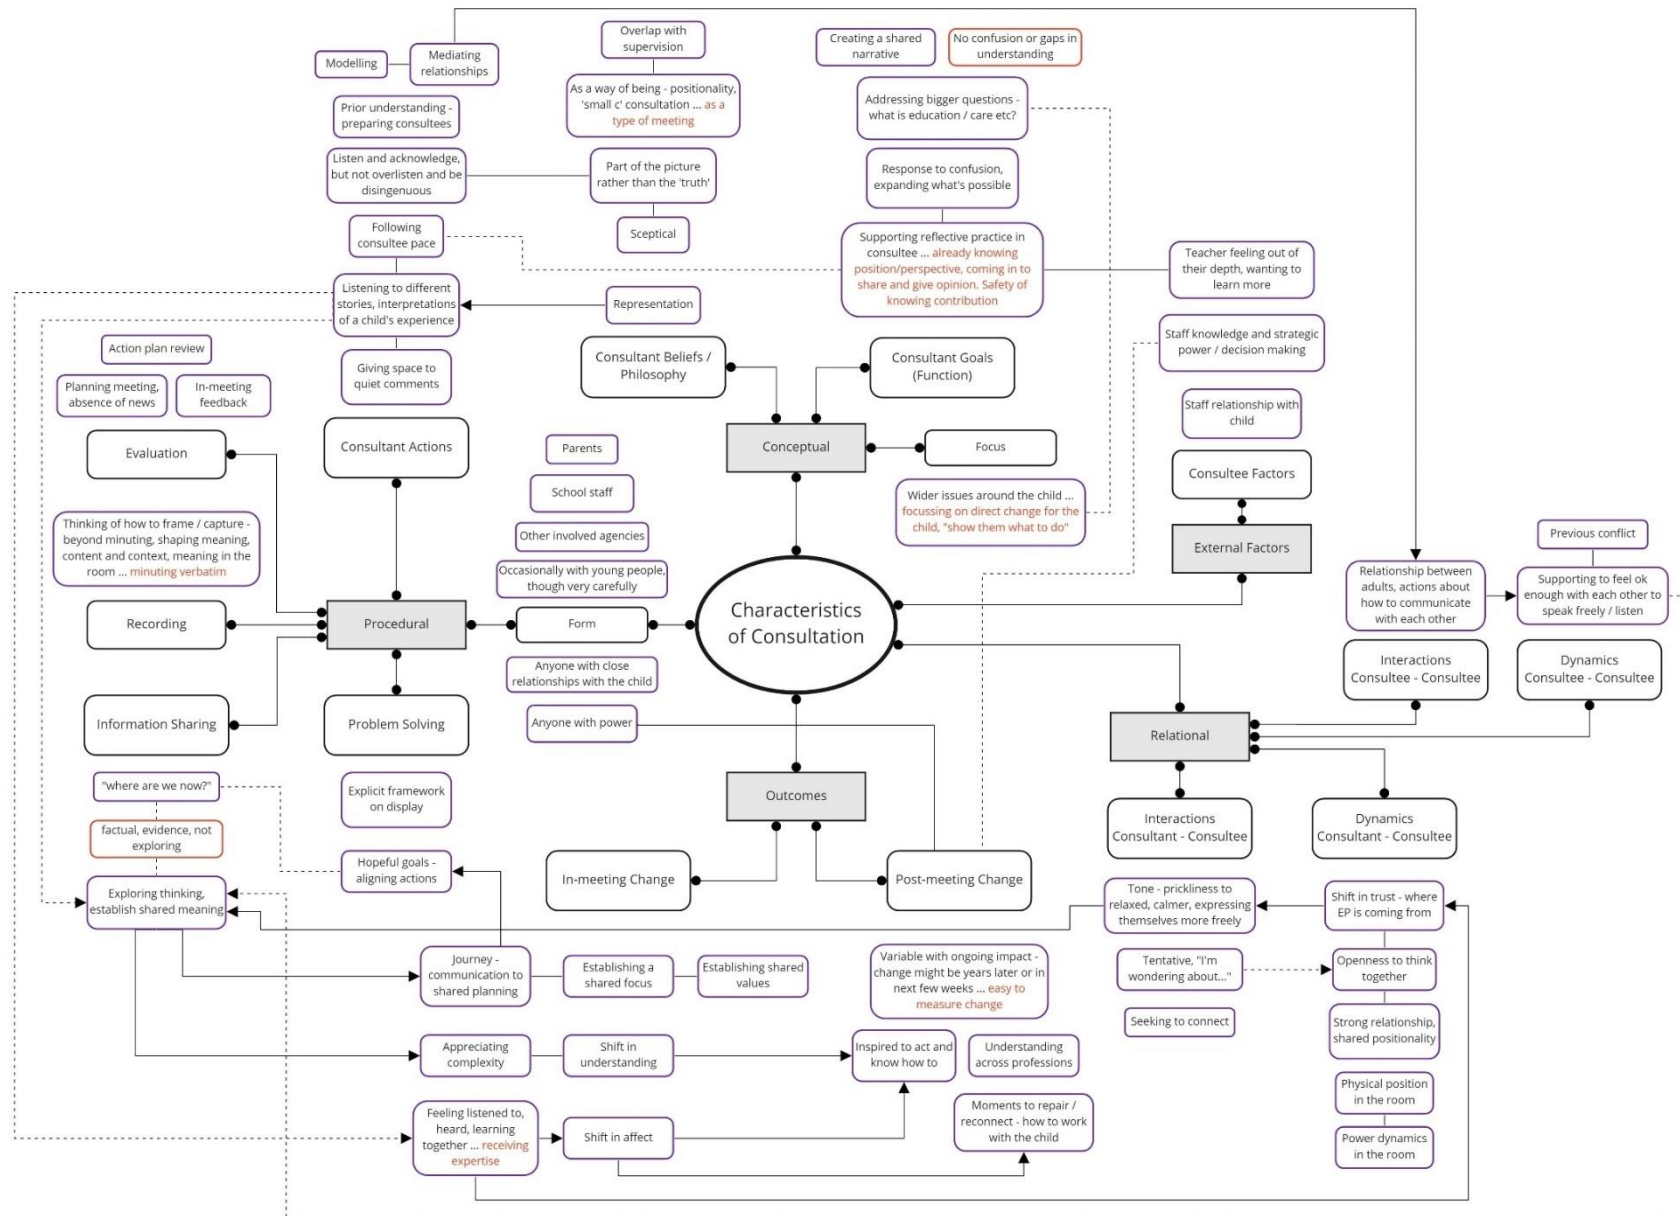 Modelling
Mediating
relationships
Overlap with
supervision
Creating a shared
narrative
No confusion or gaps in
understanding
Prior understanding -
preparing consultees
As a way of being - positionality,
'small c' consultation ... as a
type of meeting
Addressing bigger questions -
what is education / care etc?
Listen and acknowledge,
but not overlisten and be
disingenuous
Part of the picture
rather than the 'truth'
Response to confusion,
expanding what's possible
Following
consultee pace
Sceptical
Supporting reflective practice in
consultee ... already knowing
position/perspective, coming in to
share and give opinion. Safety of
knowing contribution
Teacher feeling out of
their depth, wanting to
learn more
Listening to different
stories, interpretations
of a child's experience
Representation
Staff knowledge and strategic
power / decision making
Action plan review
Giving space to
quiet comments
Consultant Beliefs /
Philosophy
Consultant Goals
(Function)
Planning meeting,
absence of news
In-meeting
feedback
Staff relationship with
child
Evaluation
Consultant Actions
Parents
Conceptual
Focus
Consultee Factors
School staff
Wider issues around the child ...
focussing on direct change for the
child, "show them what to do"
Thinking of how to frame / capture -
beyond minuting, shaping meaning,
content and context, meaning in the
room ... minuting verbatim
Other involved agencies
External Factors
Previous conflict
Occasionally with young people,
though very carefully
Relationship between
adults, actions about
how to communicate
with each other
Supporting to feel ok
enough with each other to
speak freely / listen
Recording
Procedural
Form
Characteristics
of Consultation
Interactions
Consultee - Consultee
Dynamics
Consultee - Consultee
Anyone with close
relationships with the child
Information Sharing
Problem Solving
Anyone with power
Relational
"where are we now?"
Explicit framework
on display
Outcomes
Interactions
Consultant - Consultee
Dynamics
Consultant - Consultee
factual, evidence, not
exploring
Hopeful goals -
aligning actions
In-meeting Change
Post-meeting Change
Exploring thinking,
establish shared meaning
Tone - prickliness to
relaxed, calmer, expressing
themselves more freely
Shift in trust - where
EP is coming from
Journey -
communication to
shared planning
Establishing a
shared focus
Establishing shared
values
Variable with ongoing impact -
change might be years later or in
next few weeks ... easy to
measure change
Tentative, "I'm
wondering about..."
Openness to think
together
Seeking to connect
Strong relationship,
shared positionality
Appreciating
complexity
Shift in
understanding
Inspired to act and
know how to
Understanding
across professions
Physical position
in the room
Feeling listened to,
heard, learning
together ... receiving
expertise
Shift in affect
Moments to repair /
reconnect - how to work
with the child
Power dynamics
in the room